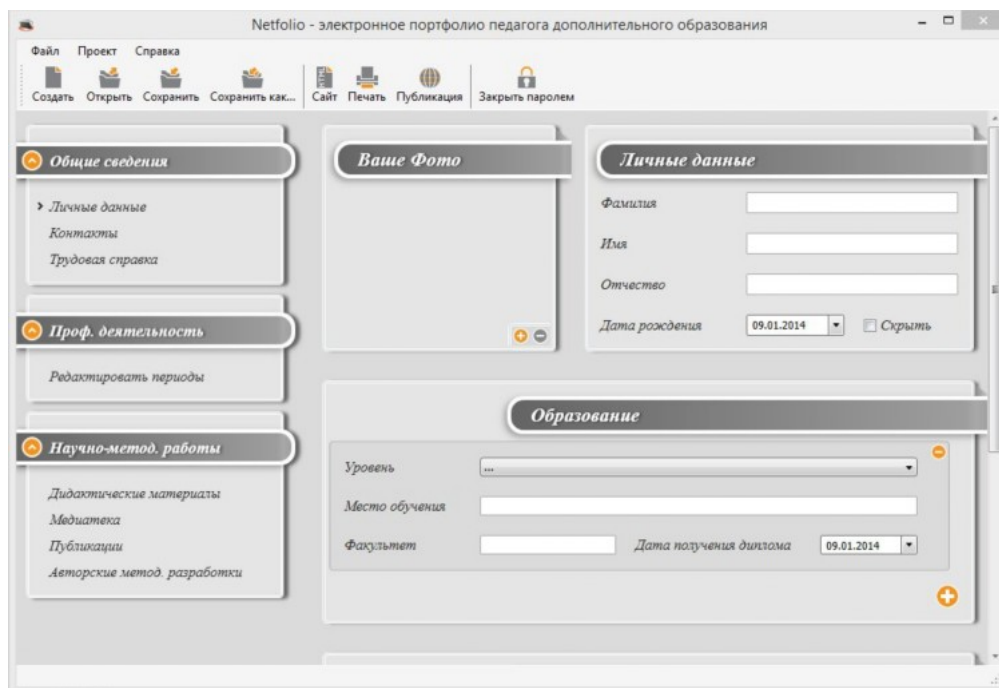 Netfolio - электронное портфолио педагога дополнительного образования
Файл Проект Справка
Создать Открыть Сохранить Сохранить как... Сайт Печать Публикация Закрыть паролем
Общие сведения
Личные данные
Контакты
Трудовая справка
Проф. деятельность
Редактировать периоды
Научно-метод. работы
Дидактические материалы
Медиатека
Публикации
Авторские метод. разработки
Ваше Фото
Личные данные
Фамилия
Имя
Отчество
Дата рождения 09.01.2014 Скрыть
Образование
Уровень ...
Место обучения
Факультет Дата получения диплома 09.01.2014